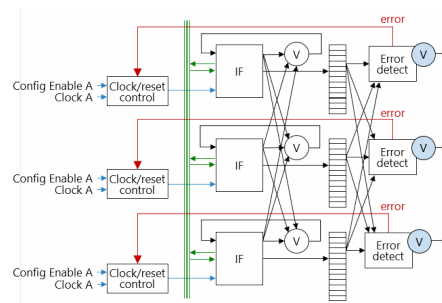 error
Config Enable A
Clock A
Clock/reset
control
IF
V
Error
detect
V
error
Config Enable A
Clock A
Clock/reset
control
IF
V
Error
detect
V
error
Config Enable A
Clock A
Clock/reset
control
IF
V
Error
detect
V